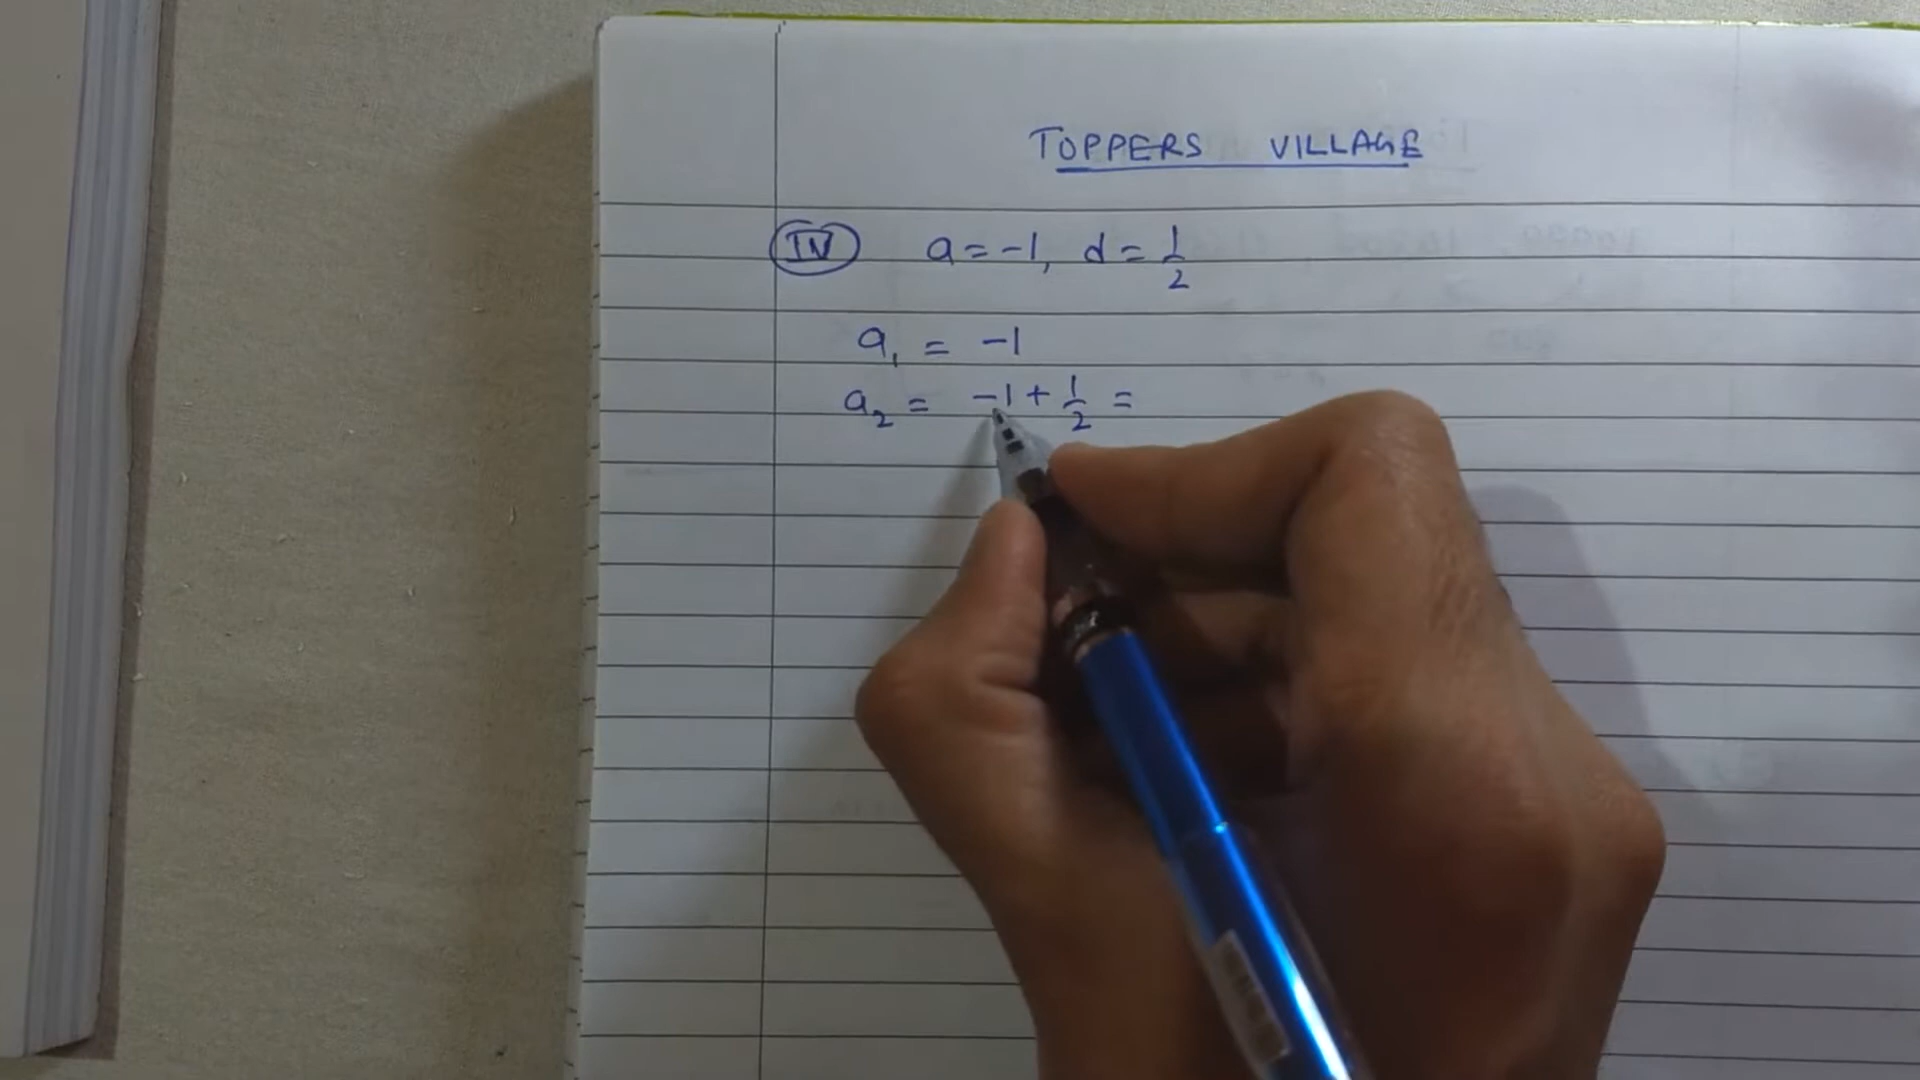 TOPPERS VILLAGE
IV a = -1, d = 1/2
a₁ = -1
a₂ = -1 + 1/2 =